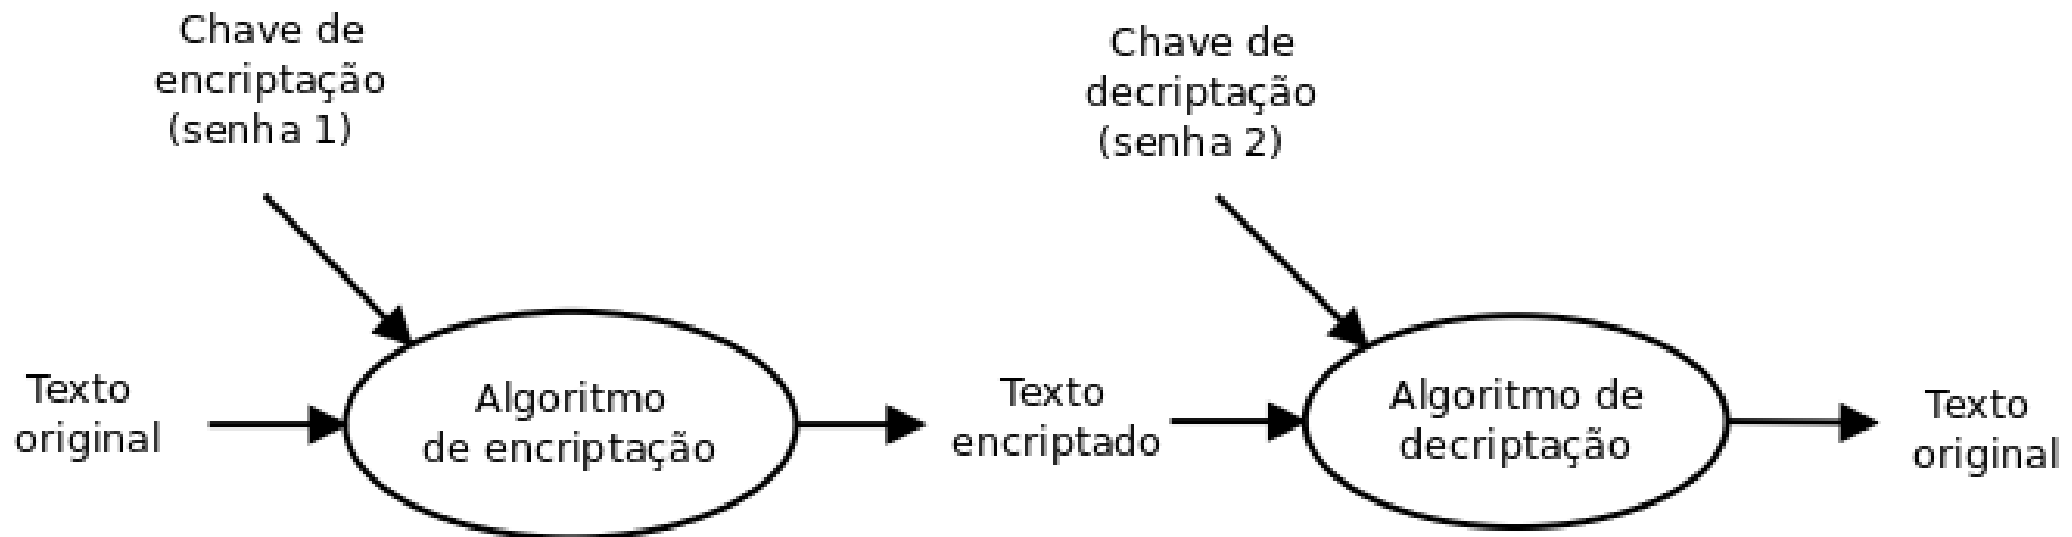 Chave de
encriptação
(senha 1)
Chave de
decriptação
(senha 2)
Texto
original
Algoritmo
de encriptação
Texto
encriptado
Algoritmo de
decriptação
Texto
original